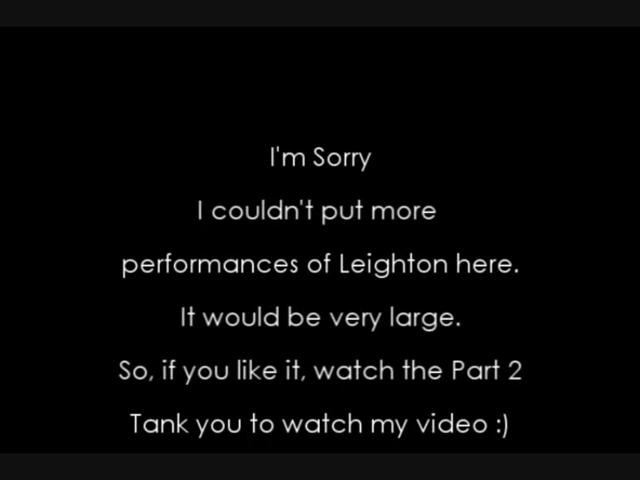 I'm Sorry
I couldn't put more
performances of Leighton here.
It would be very large.
So, if you like it, watch the Part 2
Tank you to watch my video :)